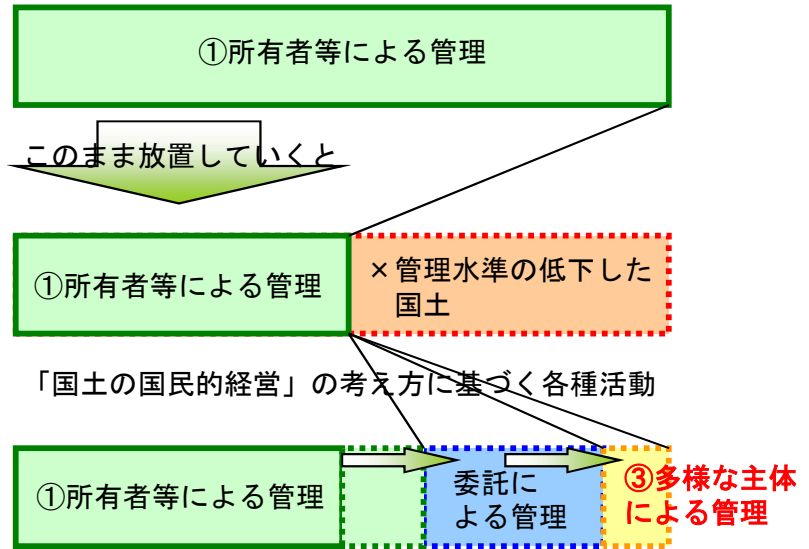 ①所有者等による管理
このまま放置していくと
①所有者等による管理
×管理水準の低下した
国土
「国土の国民的経営」の考え方に基づく各種活動
①所有者等による管理
委託に
よる管理
③多様な主体
による管理